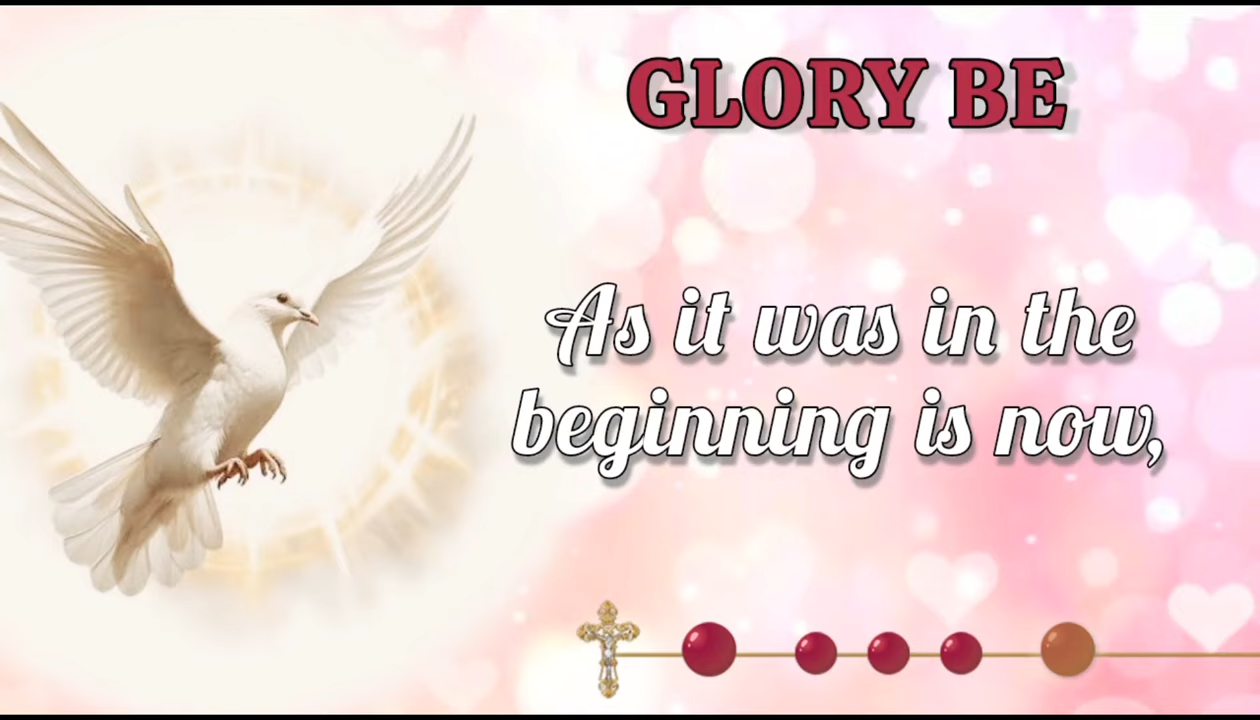 GLORY BE
As it was in the
beginning is now,